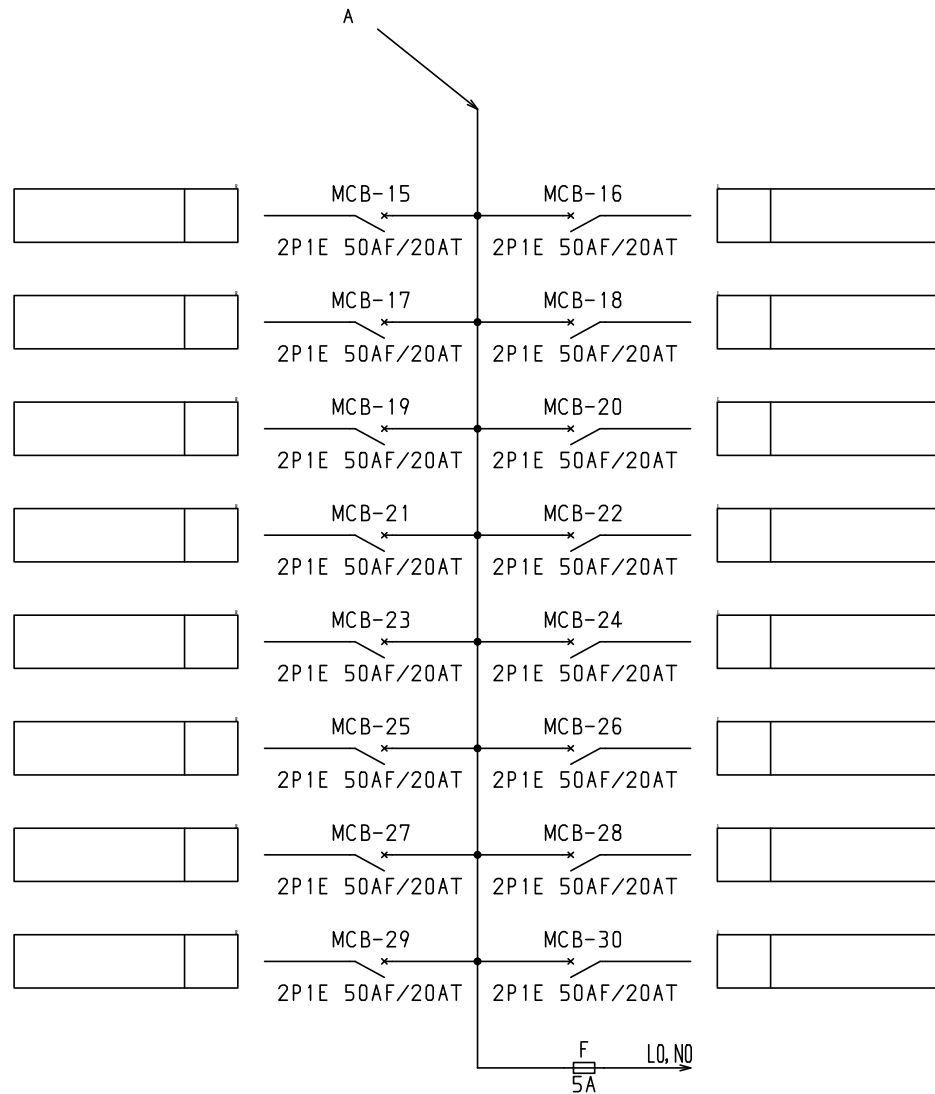 A
MCB-15 MCB-16
2P1E 50AF/20AT 2P1E 50AF/20AT
MCB-17 MCB-18
2P1E 50AF/20AT 2P1E 50AF/20AT
MCB-19 MCB-20
2P1E 50AF/20AT 2P1E 50AF/20AT
MCB-21 MCB-22
2P1E 50AF/20AT 2P1E 50AF/20AT
MCB-23 MCB-24
2P1E 50AF/20AT 2P1E 50AF/20AT
MCB-25 MCB-26
2P1E 50AF/20AT 2P1E 50AF/20AT
MCB-27 MCB-28
2P1E 50AF/20AT 2P1E 50AF/20AT
MCB-29 MCB-30
2P1E 50AF/20AT 2P1E 50AF/20AT
F L0,N0
5A